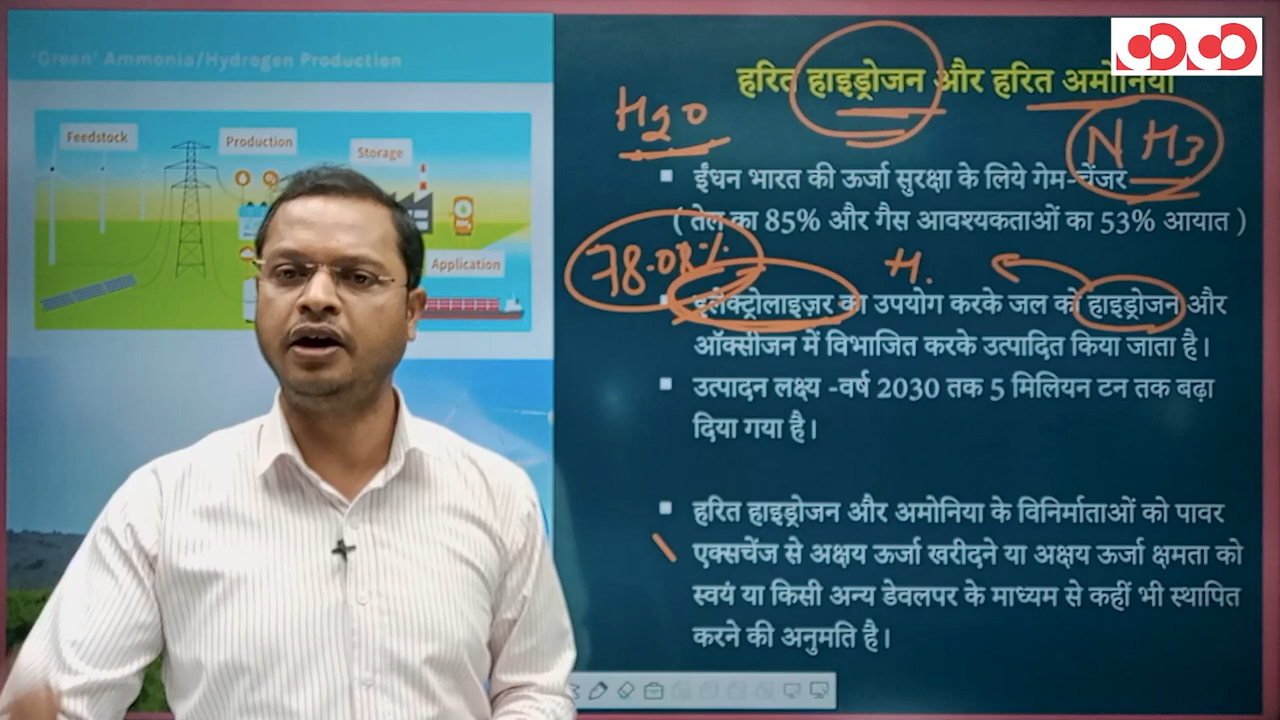 'Green' Ammonia/Hydrogen Production
Feedstock
Production
Storage
Application
हरित हाइड्रोजन और हरित अमोनिया
H2O
NH3
▪ ईंधन भारत की ऊर्जा सुरक्षा के लिये गेम-चेंजर
( तेल का 85% और गैस आवश्यकताओं का 53% आयात )
78.08%
H.
▪ इलेक्ट्रोलाइज़र का उपयोग करके जल को हाइड्रोजन और
ऑक्सीजन में विभाजित करके उत्पादित किया जाता है।
▪ उत्पादन लक्ष्य -वर्ष 2030 तक 5 मिलियन टन तक बढ़ा
दिया गया है।
▪ हरित हाइड्रोजन और अमोनिया के विनिर्माताओं को पावर
एक्सचेंज से अक्षय ऊर्जा खरीदने या अक्षय ऊर्जा क्षमता को
स्वयं या किसी अन्य डेवलपर के माध्यम से कहीं भी स्थापित
करने की अनुमति है।